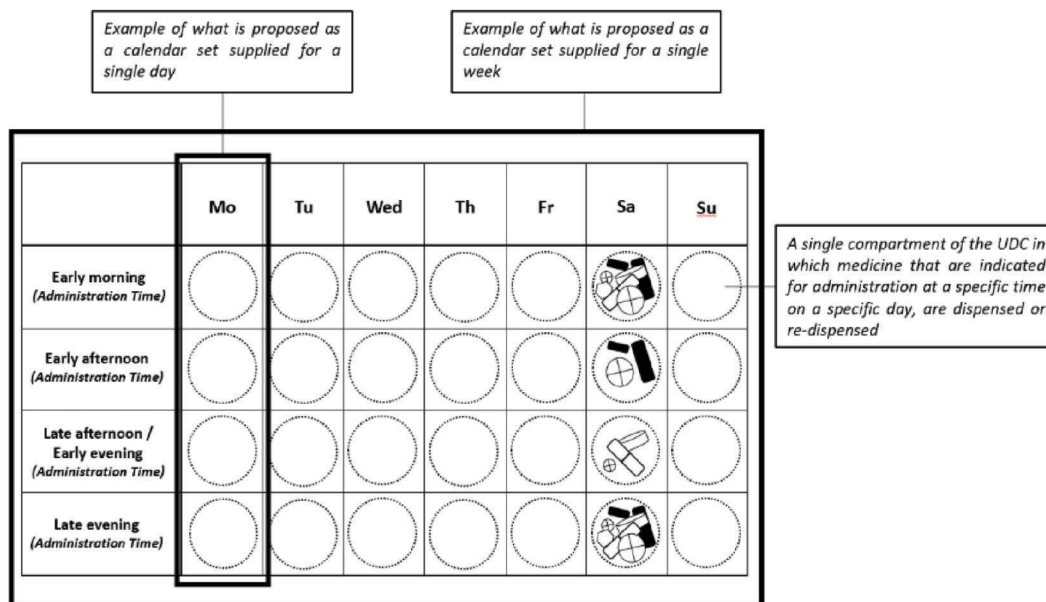 Example of what is proposed as
a calendar set supplied for a
single day
Example of what is proposed as a
calendar set supplied for a single
week
Mo Tu Wed Th Fr Sa Su
Early morning
(Administration Time)
A single compartment of the UDC in
which medicine that are indicated
for administration at a specific time
on a specific day, are dispensed or
re-dispensed
Early afternoon
(Administration Time)
Late afternoon /
Early evening
(Administration Time)
Late evening
(Administration Time)